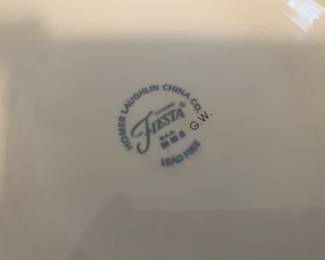 HOMER LAUGHLIN CHINA CO.
FIESTA®
U.S.A.
LEAD FREE
G.W.